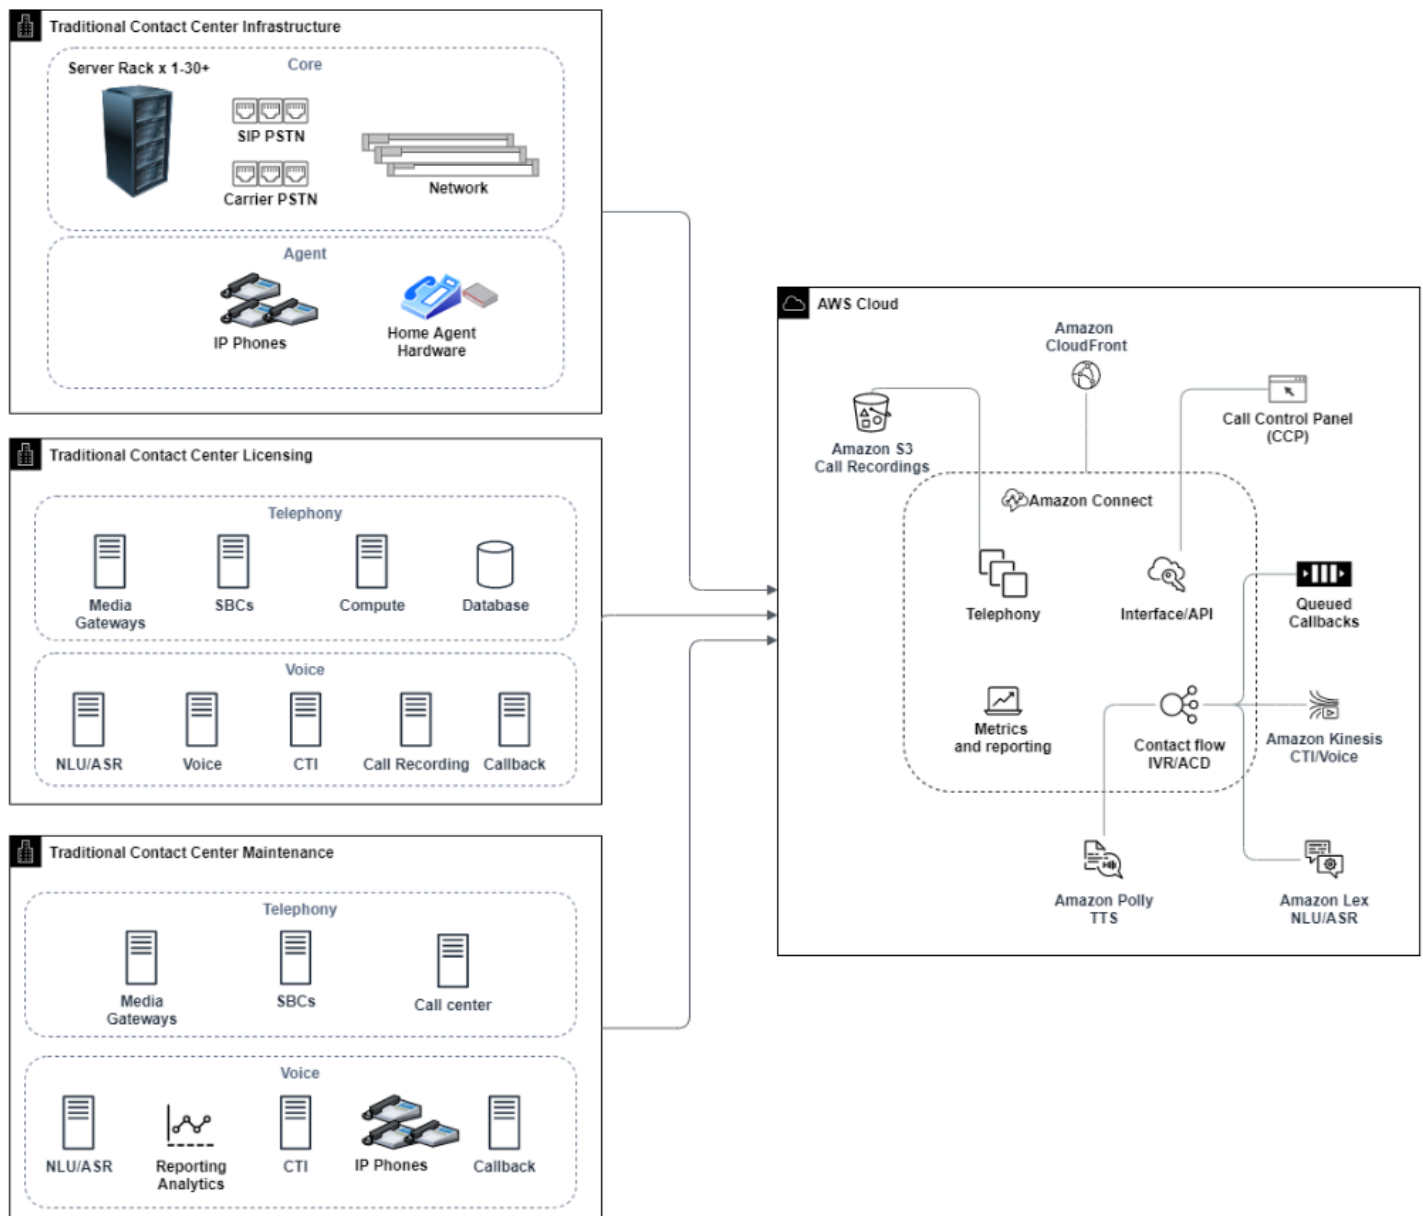 Traditional Contact Center Infrastructure
Core
Server Rack x 1-30+
SIP PSTN
Carrier PSTN
Network
Agent
IP Phones
Home Agent
Hardware
Traditional Contact Center Licensing
Telephony
Media
Gateways
SBCs
Compute
Database
Voice
NLU/ASR
Voice
CTI
Call Recording
Callback
Traditional Contact Center Maintenance
Telephony
Media
Gateways
SBCs
Call center
Voice
NLU/ASR
Reporting
Analytics
CTI
IP Phones
Callback
AWS Cloud
Amazon
CloudFront
Amazon S3
Call Recordings
Call Control Panel
(CCP)
Amazon Connect
Telephony
Interface/API
Queued
Callbacks
Metrics
and reporting
Contact flow
IVR/ACD
Amazon Kinesis
CTI/Voice
Amazon Polly
TTS
Amazon Lex
NLU/ASR